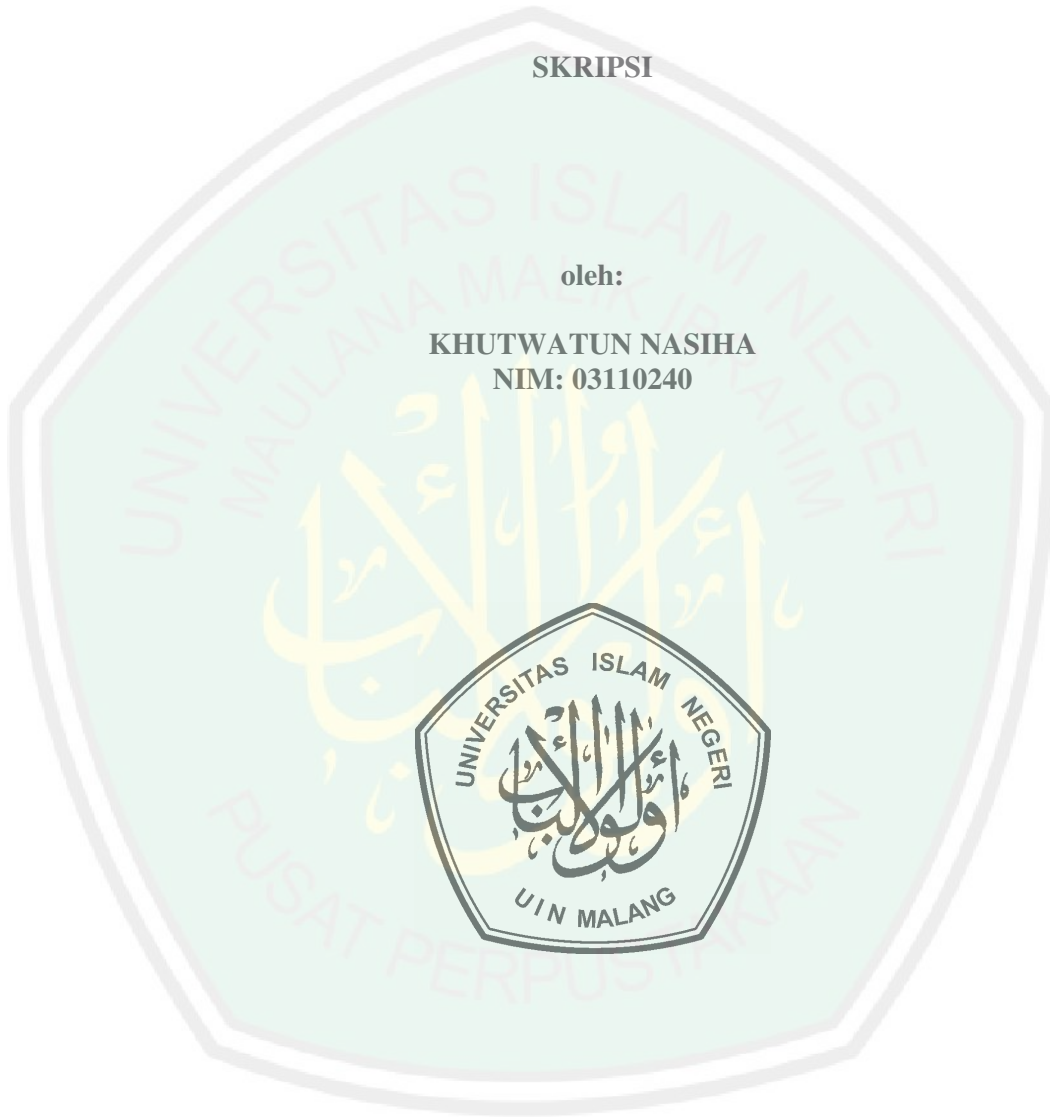 SKRIPSI
oleh:
KHUTWATUN NASIHA
NIM: 03110240
UNIVERSITAS ISLAM NEGERI
MAULANA MALIK IBRAHIM
PUSAT PERPUSTAKAAN
UNIVERSITAS ISLAM NEGERI
أولوا الألباب
UIN MALANG